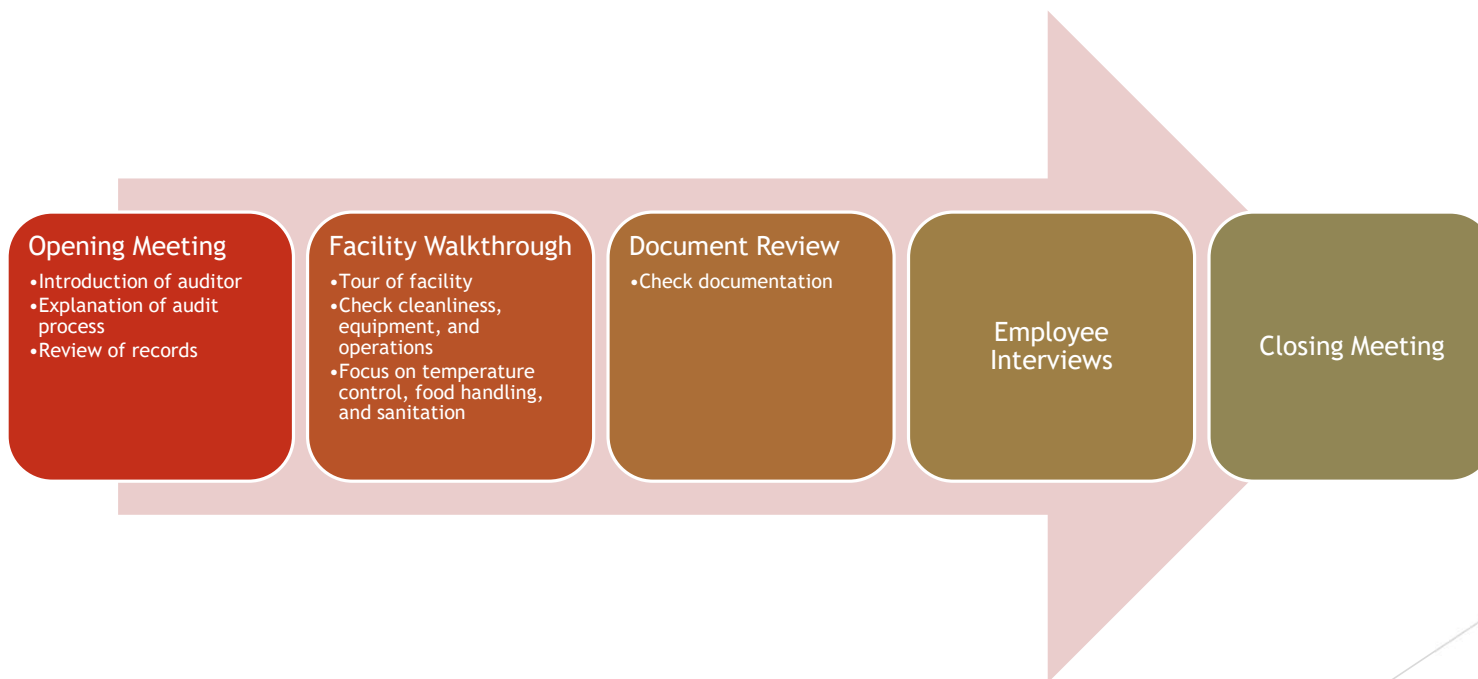 Opening Meeting
•Introduction of auditor
•Explanation of audit
process
•Review of records
Facility Walkthrough
•Tour of facility
•Check cleanliness,
equipment, and
operations
•Focus on temperature
control, food handling,
and sanitation
Document Review
•Check documentation
Employee
Interviews
Closing Meeting